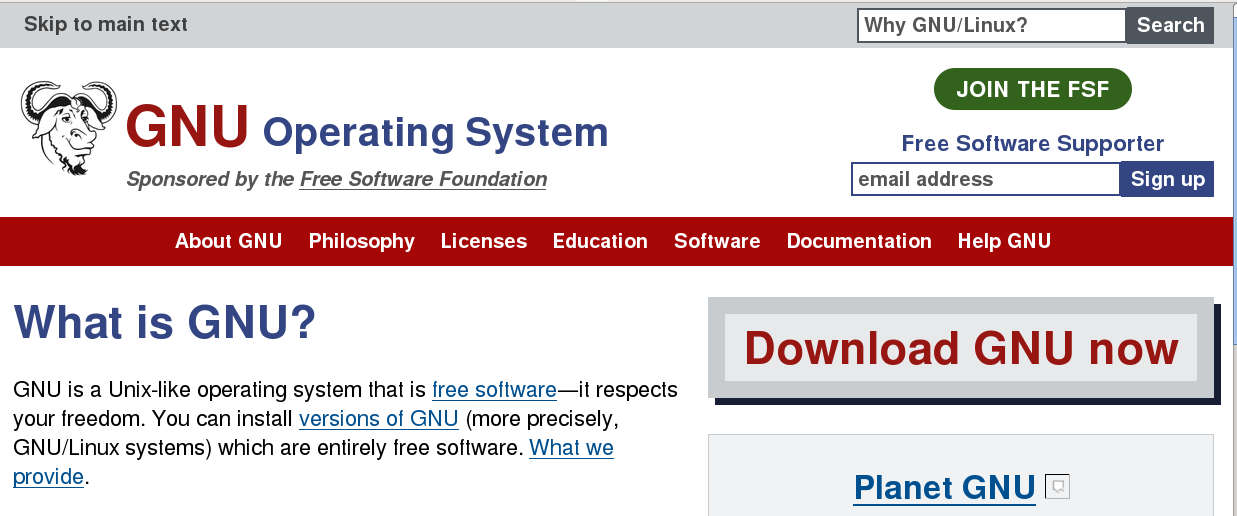 Skip to main text
Why GNU/Linux?
Search
JOIN THE FSF
GNU Operating System
Free Software Supporter
Sponsored by the Free Software Foundation
email address
Sign up
About GNU Philosophy Licenses Education Software Documentation Help GNU
What is GNU?
GNU is a Unix-like operating system that is free software—it respects
your freedom. You can install versions of GNU (more precisely,
GNU/Linux systems) which are entirely free software. What we
provide.
Download GNU now
Planet GNU